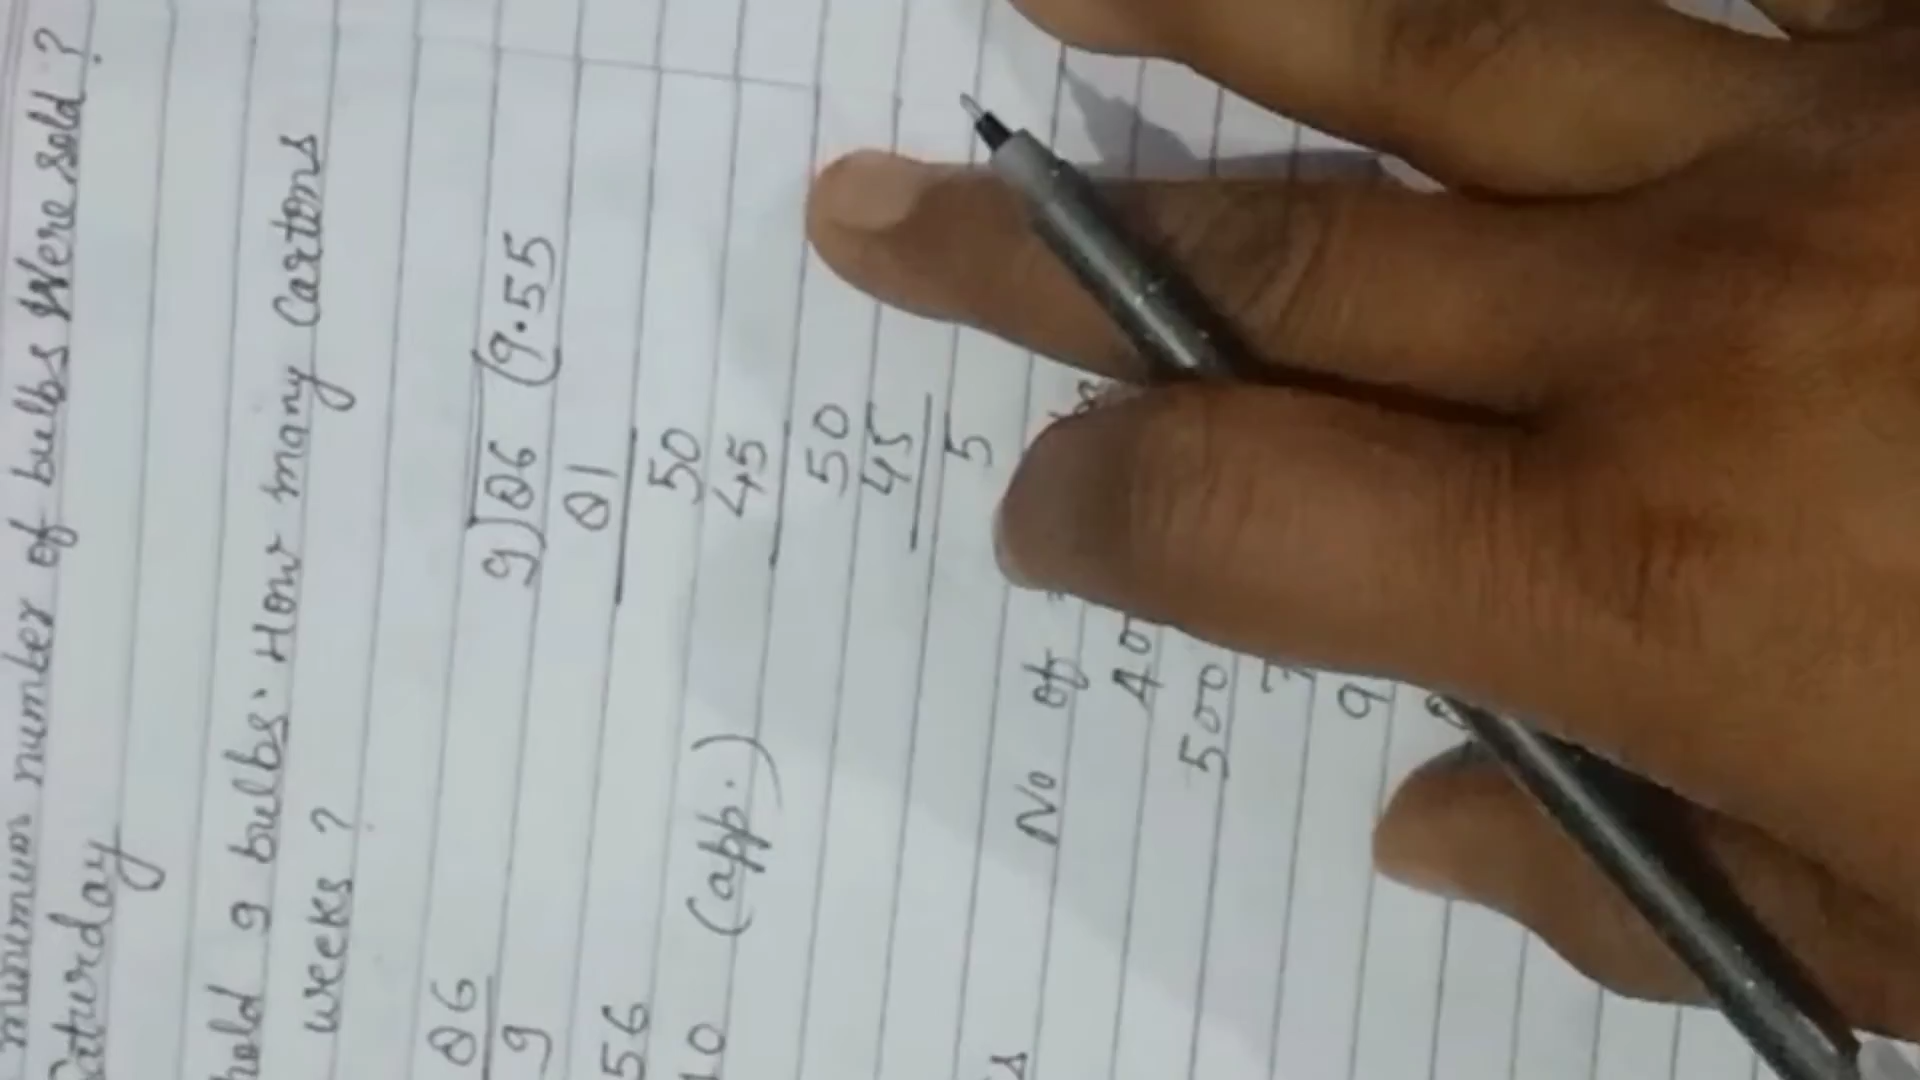 minimum number of bulbs were sold?
Saturday
hold 9 bulbs. How many Cartons
weeks ?
86
9
9)86(9.55
81
56
50
10 (app.)
45
50
45
5
No of
40
500
9